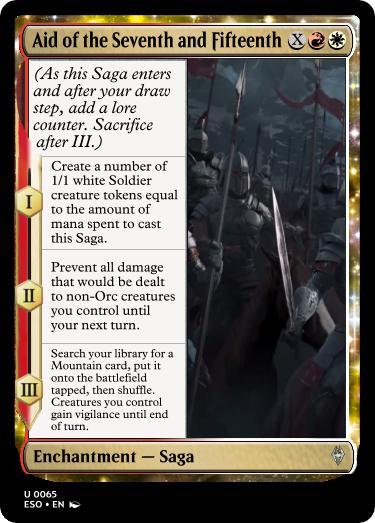 Aid of the Seventh and Fifteenth X
(As this Saga enters
and after your draw
step, add a lore
counter. Sacrifice
after III.)
I
Create a number of
1/1 white Soldier
creature tokens equal
to the amount of
mana spent to cast
this Saga.
II
Prevent all damage
that would be dealt
to non-Orc creatures
you control until
your next turn.
III
Search your library for a
Mountain card, put it
onto the battlefield
tapped, then shuffle.
Creatures you control
gain vigilance until end
of turn.
Enchantment — Saga
U 0065
ESO • EN